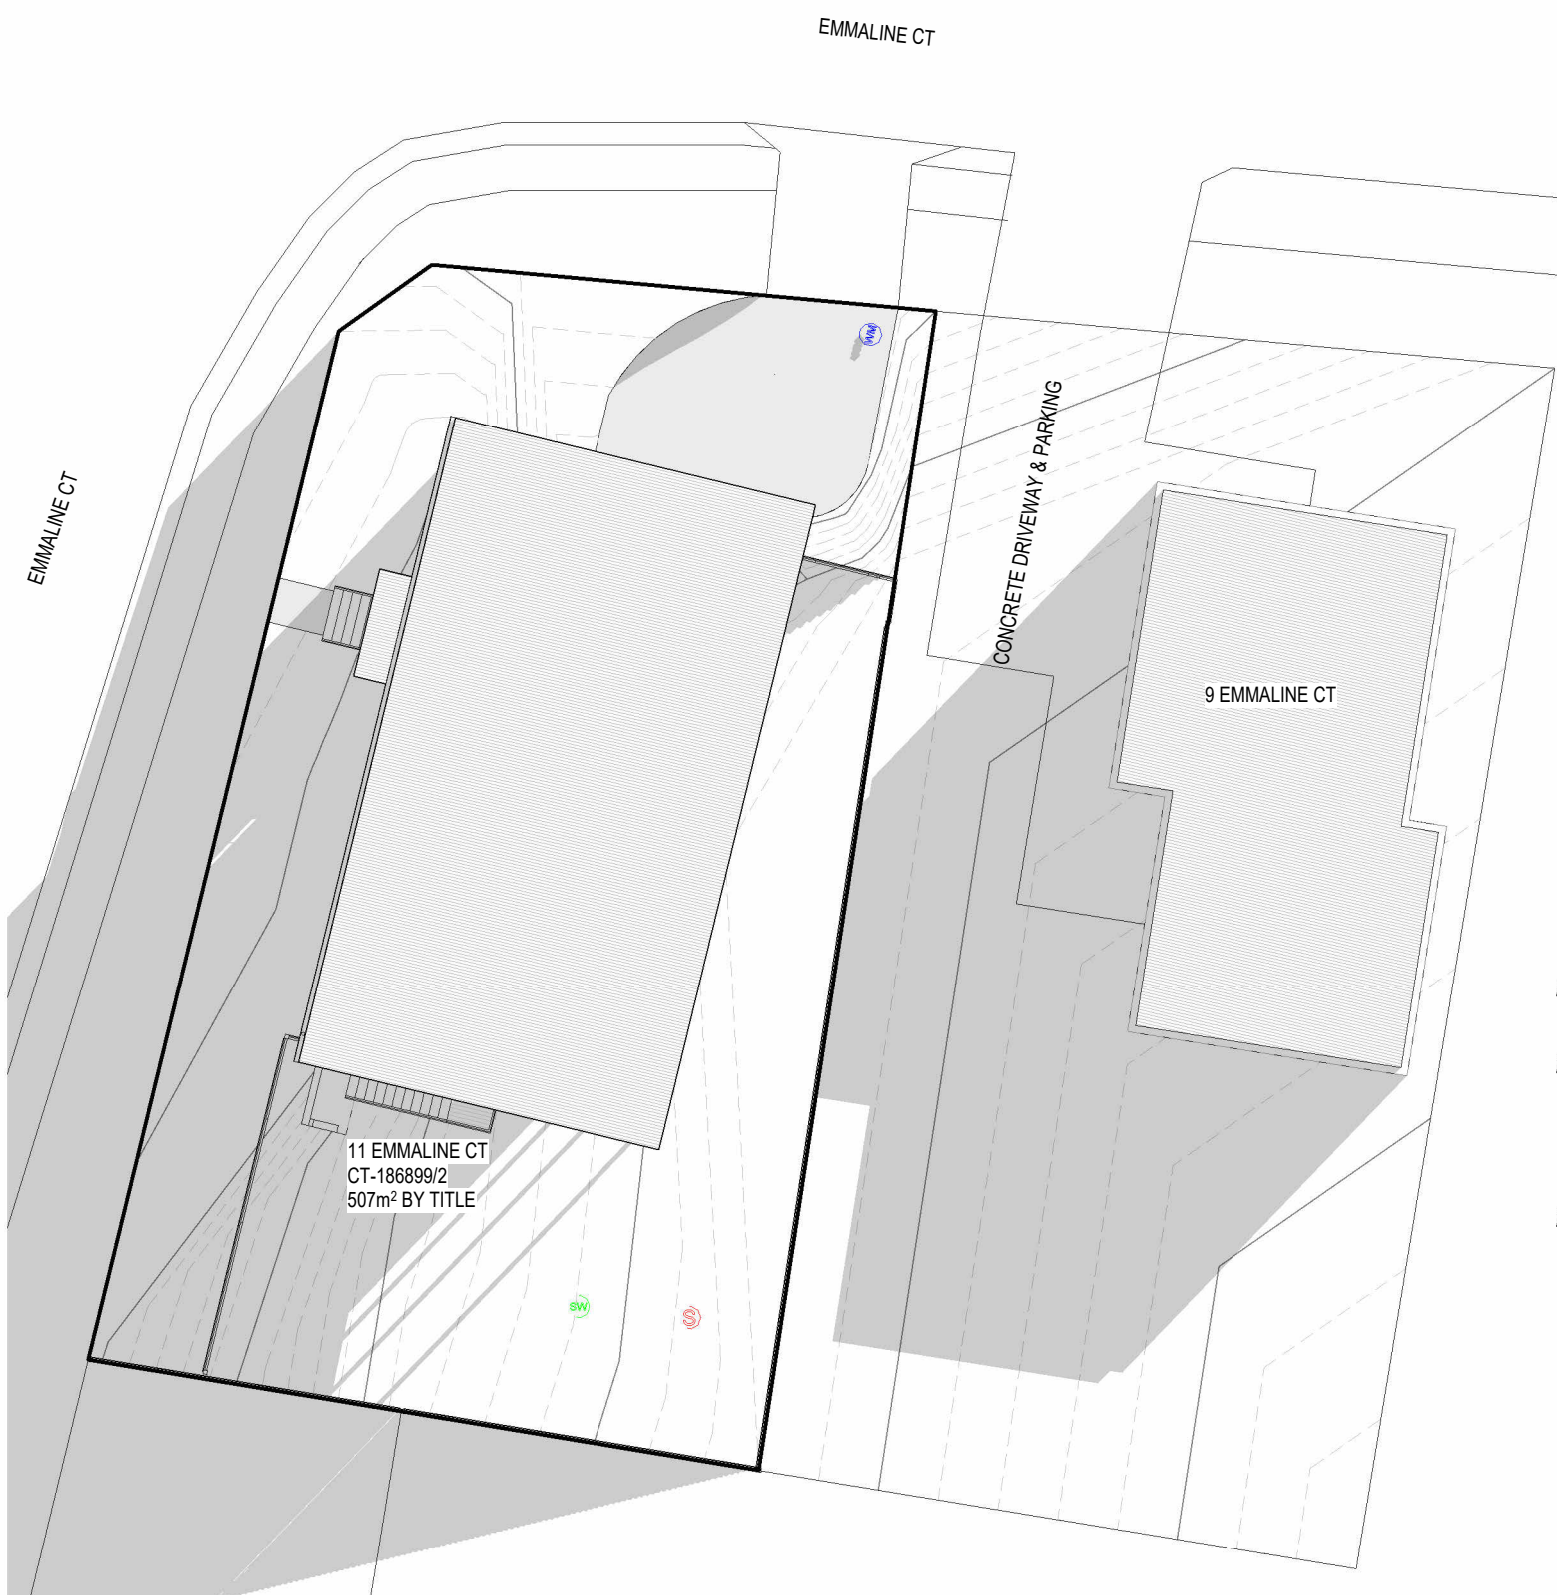 EMMALINE CT
WM
EMMALINE CT
CONCRETE DRIVEWAY & PARKING
9 EMMALINE CT
11 EMMALINE CT
CT-186899/2
507m² BY TITLE
SW
S